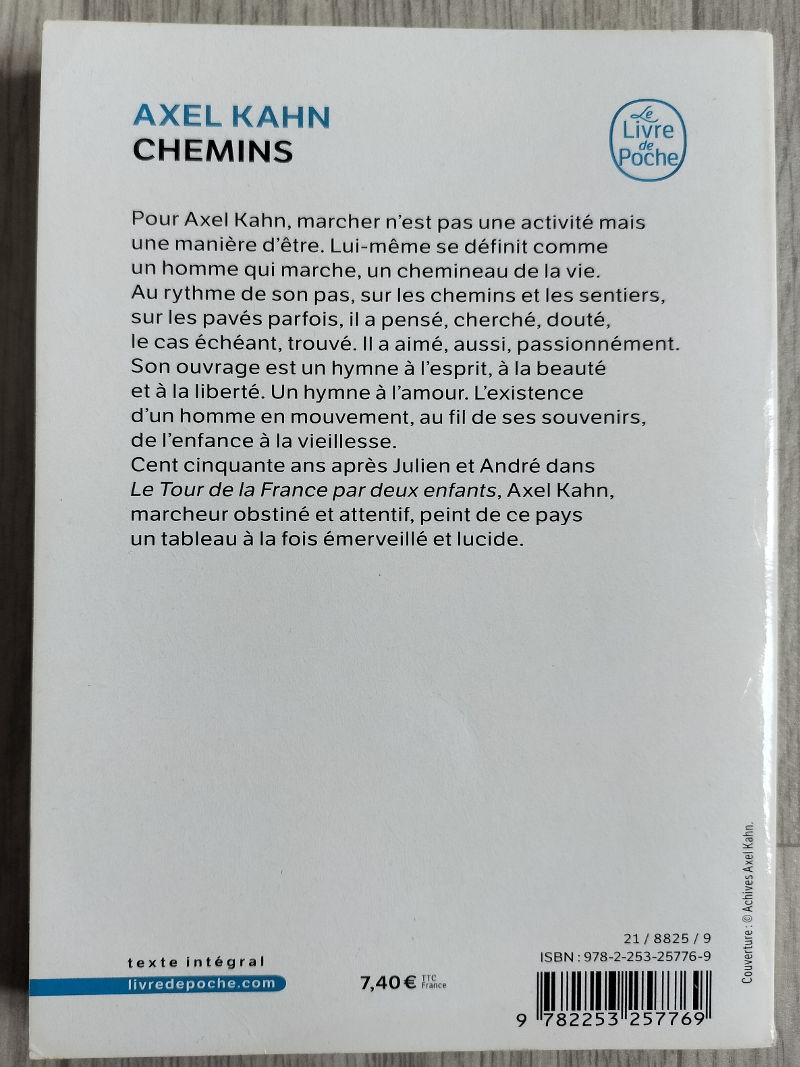 AXEL KAHN
CHEMINS
Le
Livre
de
Poche
Pour Axel Kahn, marcher n'est pas une activité mais
une manière d'être. Lui-même se définit comme
un homme qui marche, un chemineau de la vie.
Au rythme de son pas, sur les chemins et les sentiers,
sur les pavés parfois, il a pensé, cherché, douté,
le cas échéant, trouvé. Il a aimé, aussi, passionnément.
Son ouvrage est un hymne à l'esprit, à la beauté
et à la liberté. Un hymne à l'amour. L'existence
d'un homme en mouvement, au fil de ses souvenirs,
de l'enfance à la vieillesse.
Cent cinquante ans après Julien et André dans
Le Tour de la France par deux enfants, Axel Kahn,
marcheur obstiné et attentif, peint de ce pays
un tableau à la fois émerveillé et lucide.
Couverture : © Achives Axel Kahn.
texte intégral
livredepoche.com
7,40 € TTC
France
21 / 8825 / 9
ISBN : 978-2-253-25776-9
9 782253 257769